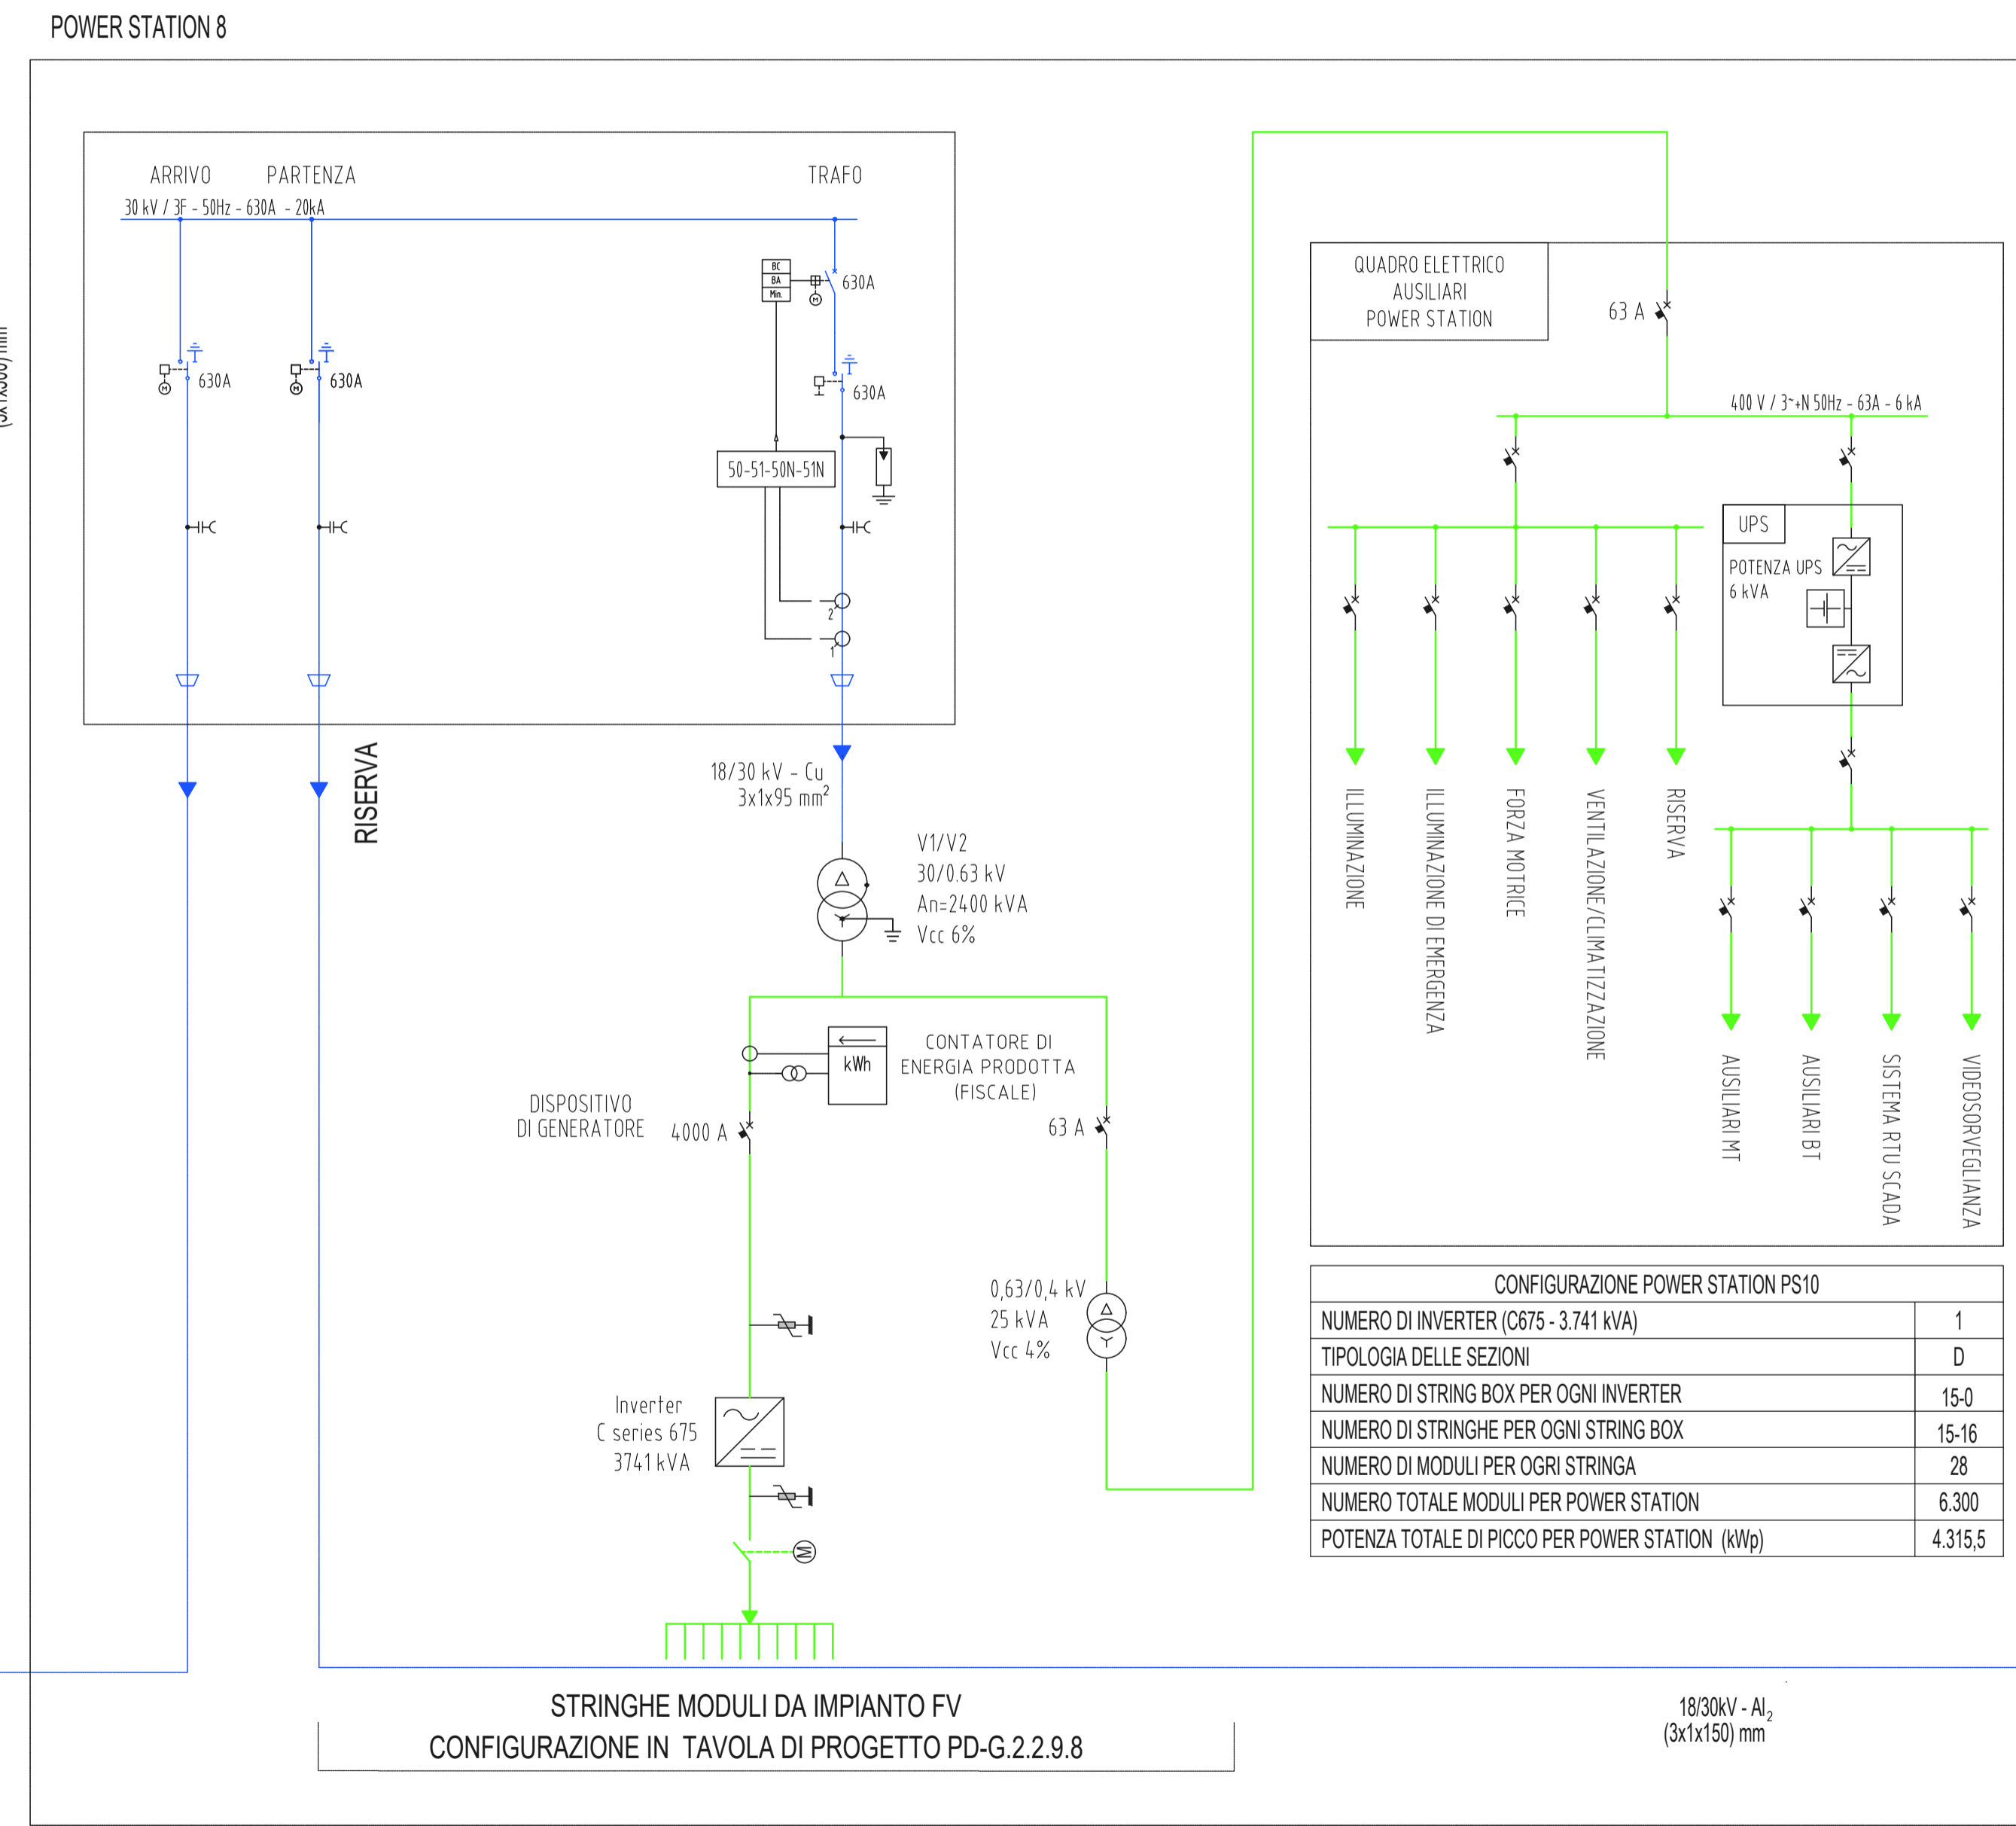 POWER STATION 8
ARRIVO
PARTENZA
TRAFO
30 kV / 3F - 50Hz - 630A - 20kA
BC
BA
Min.
M
630A
M
630A
M
630A
630A
50-51-50N-51N
2
1
RISERVA
18/30 kV - Cu
3x1x95 mm2
V1/V2
30/0.63 kV
An=2400 kVA
Vcc 6%
kWh
CONTATORE DI
ENERGIA PRODOTTA
(FISCALE)
DISPOSITIVO
DI GENERATORE
4000 A
63 A
0,63/0,4 kV
25 kVA
Vcc 4%
Inverter
C series 675
3741 kVA
M
STRINGHE MODULI DA IMPIANTO FV
CONFIGURAZIONE IN TAVOLA DI PROGETTO PD-G.2.2.9.8
QUADRO ELETTRICO
AUSILIARI
POWER STATION
63 A
400 V / 3~+N 50Hz - 63A - 6 kA
UPS
POTENZA UPS
6 kVA
ILLUMINAZIONE
ILLUMINAZIONE DI EMERGENZA
FORZA MOTRICE
VENTILAZIONE/CLIMATIZZAZIONE
RISERVA
AUSILIARI MT
AUSILIARI BT
SISTEMA RTU SCADA
VIDEOSORVEGLIANZA
CONFIGURAZIONE POWER STATION PS10
NUMERO DI INVERTER (C675 - 3.741 kVA) 1
TIPOLOGIA DELLE SEZIONI D
NUMERO DI STRING BOX PER OGNI INVERTER 15-0
NUMERO DI STRINGHE PER OGNI STRING BOX 15-16
NUMERO DI MODULI PER OGRI STRINGA 28
NUMERO TOTALE MODULI PER POWER STATION 6.300
POTENZA TOTALE DI PICCO PER POWER STATION (kWp) 4.315,5
18/30kV - Al2
(3x1x150) mm